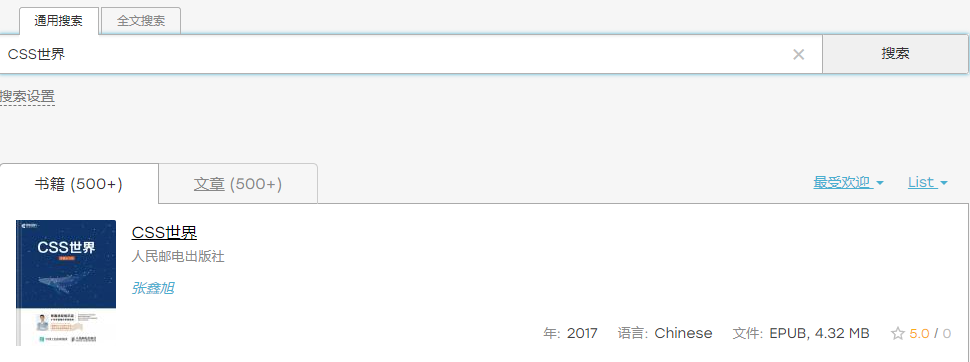 通用搜索 全文搜索
CSS世界 × 搜索
搜索设置
书籍 (500+) 文章 (500+) 最受欢迎 List
CSS世界
CSS世界
人民邮电出版社
张鑫旭
年: 2017 语言: Chinese 文件: EPUB, 4.32 MB 5.0 / 0